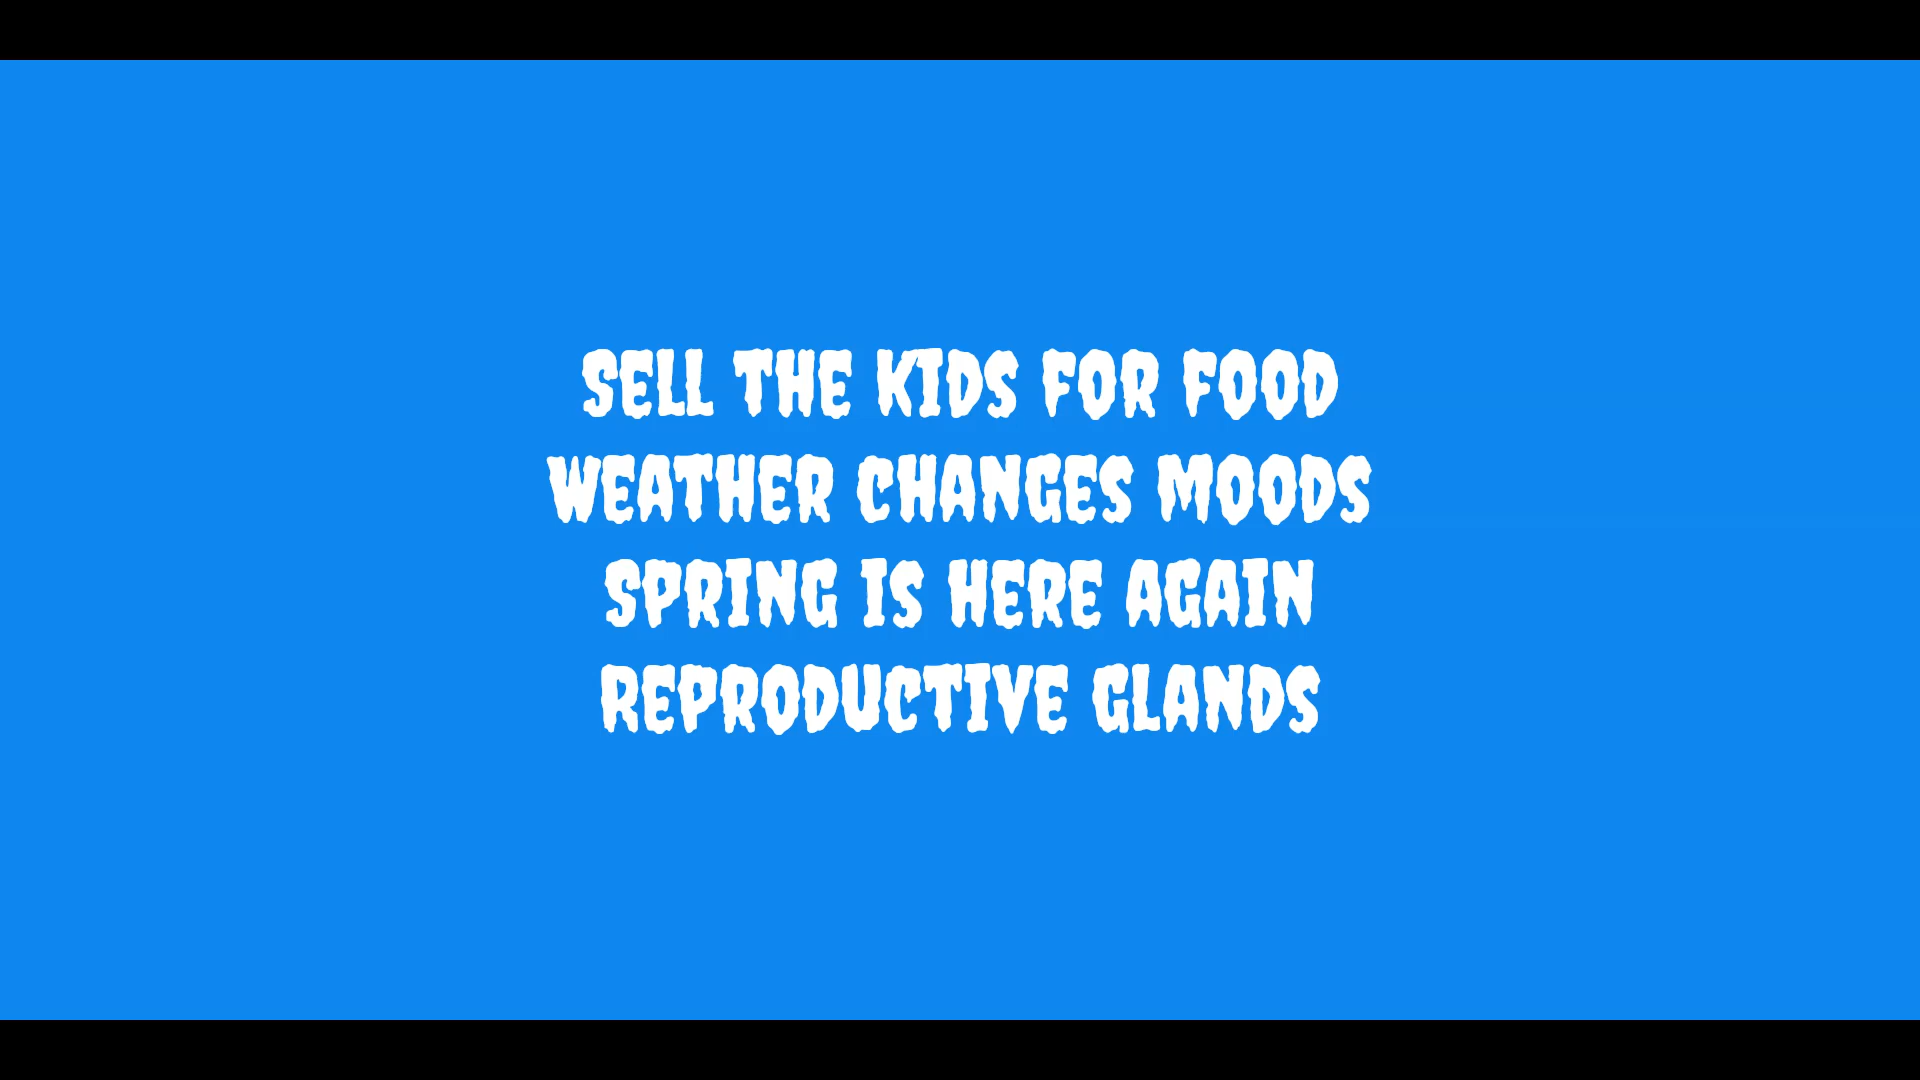 SELL THE KIDS FOR FOOD
WEATHER CHANGES MOODS
SPRING IS HERE AGAIN
REPRODUCTIVE GLANDS